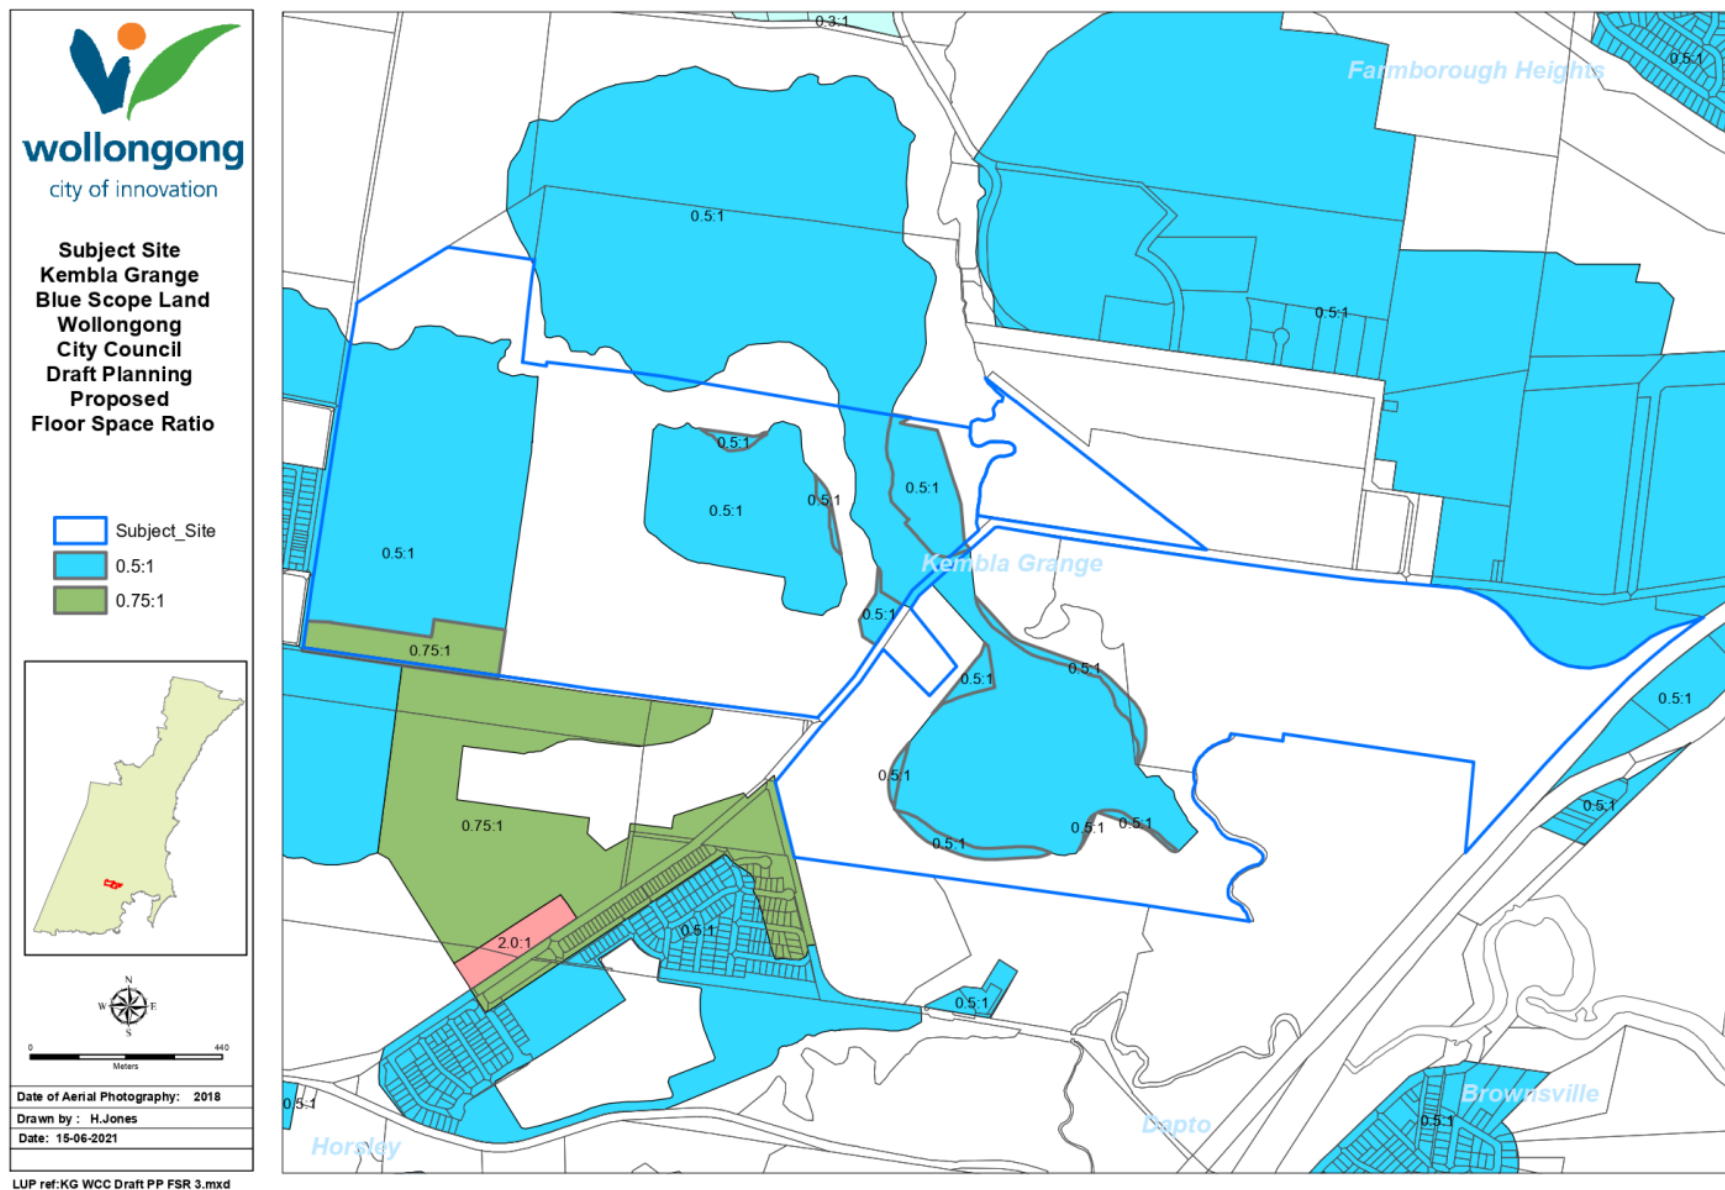 wollongong
city of innovation
Subject Site
Kembla Grange
Blue Scope Land
Wollongong
City Council
Draft Planning
Proposed
Floor Space Ratio
Subject_Site
0.5:1
0.75:1
N
W E
S
0 440
Meters
Date of Aerial Photography: 2018
Drawn by : H.Jones
Date: 15-06-2021
LUP ref:KG WCC Draft PP FSR 3.mxd
0.3:1
0.5:1
Farmborough Heights
0.5:1
0.5:1
0.5:1
0.5:1
0.5:1
0.5:1
0.5:1
0.5:1
Kembla Grange
0.5:1
0.75:1
0.5:1
0.5:1
0.5:1
0.5:1
0.5:1
0.75:1
0.5:1
0.5:1
0.5:1
0.5:1
2.0:1
0.5:1
0.5:1
0.5:1
Brownsville
0.5:1
Dapto
Horsley